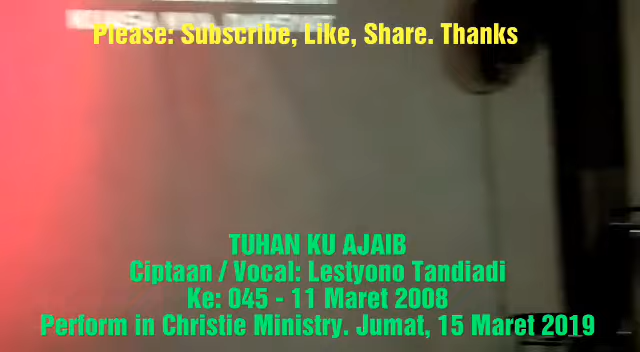 Please: Subscribe, Like, Share. Thanks
TUHAN KU AJAIB
Ciptaan / Vocal: Lestyono Tandiadi
Ke: 045 - 11 Maret 2008
Perform in Christie Ministry. Jumat, 15 Maret 2019